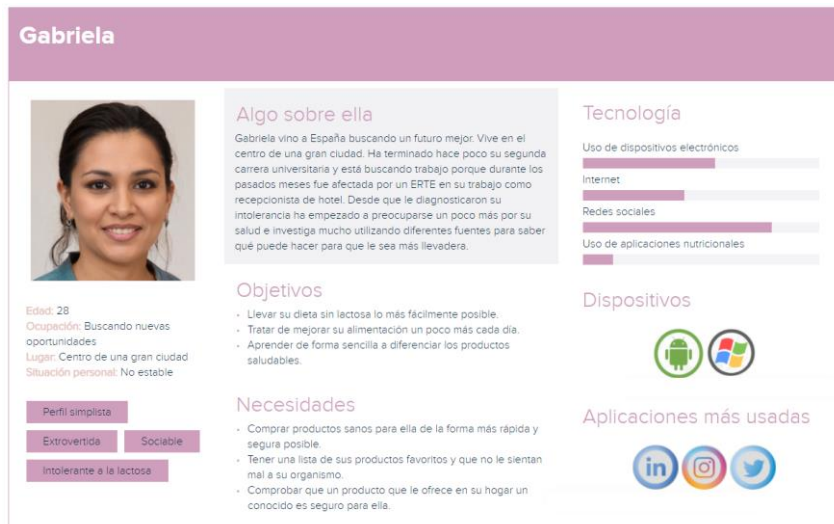 Gabriela
Edad: 28
Ocupación: Buscando nuevas
oportunidades
Lugar: Centro de una gran ciudad
Situación personal: No estable
Perfil simplista
Extrovertida Sociable
Intolerante a la lactosa
Algo sobre ella
Gabriela vino a España buscando un futuro mejor. Vive en el
centro de una gran ciudad. Ha terminado hace poco su segunda
carrera universitaria y está buscando trabajo porque durante los
pasados meses fue afectada por un ERTE en su trabajo como
recepcionista de hotel. Desde que le diagnosticaron su
intolerancia ha empezado a preocuparse un poco más por su
salud e investiga mucho utilizando diferentes fuentes para saber
qué puede hacer para que le sea más llevadera.
Objetivos
- Llevar su dieta sin lactosa lo más fácilmente posible.
- Tratar de mejorar su alimentación un poco más cada día.
- Aprender de forma sencilla a diferenciar los productos
saludables.
Necesidades
- Comprar productos sanos para ella de la forma más rápida y
segura posible.
- Tener una lista de sus productos favoritos y que no le sientan
mal a su organismo.
- Comprobar que un producto que le ofrece en su hogar un
conocido es seguro para ella.
Tecnología
Uso de dispositivos electrónicos
Internet
Redes sociales
Uso de aplicaciones nutricionales
Dispositivos
Aplicaciones más usadas
in